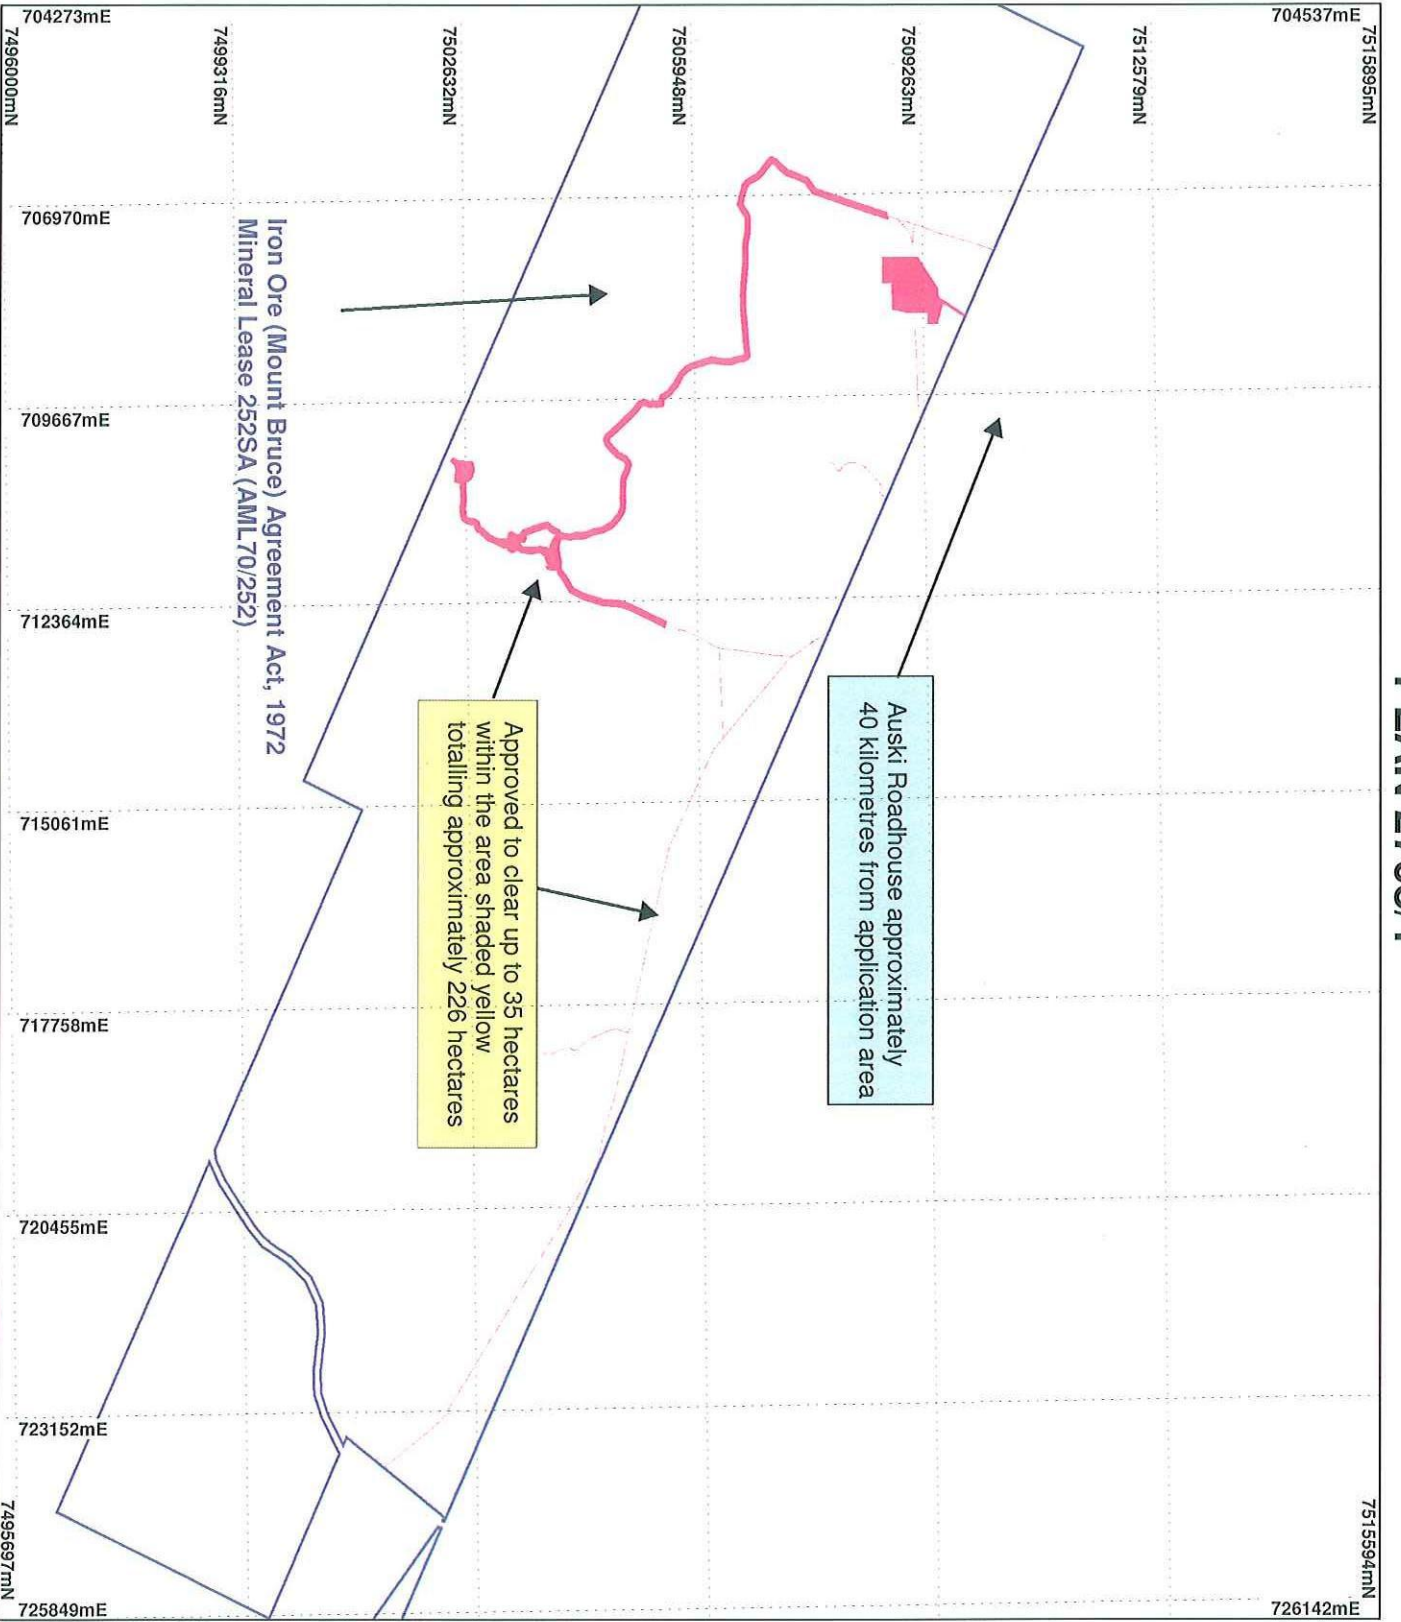 704273mE
704537mE
7496000mN
7499316mN
7502632mN
7505948mN
7509263mN
7512579mN
7515895mN
706970mE
709667mE
712364mE
715061mE
717758mE
720455mE
723152mE
725849mE
726142mE
7495697mN
7515594mN
Iron Ore (Mount Bruce) Agreement Act, 1972
Mineral Lease 252SA (AML70/252)
Auski Roadhouse approximately
40 kilometres from application area
Approved to clear up to 35 hectares
within the area shaded yellow
totalling approximately 226 hectares